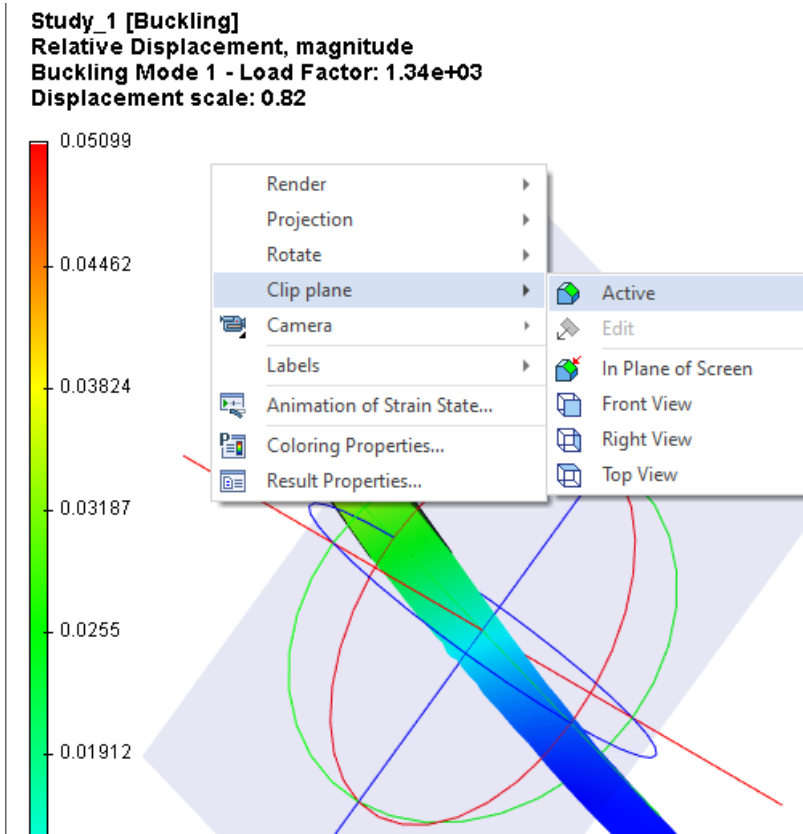 Study_1 [Buckling]
Relative Displacement, magnitude
Buckling Mode 1 - Load Factor: 1.34e+03
Displacement scale: 0.82
0.05099
0.04462
0.03824
0.03187
0.0255
0.01912
Render
Projection
Rotate
Clip plane
Camera
Labels
Animation of Strain State...
Coloring Properties...
Result Properties...
Active
Edit
In Plane of Screen
Front View
Right View
Top View